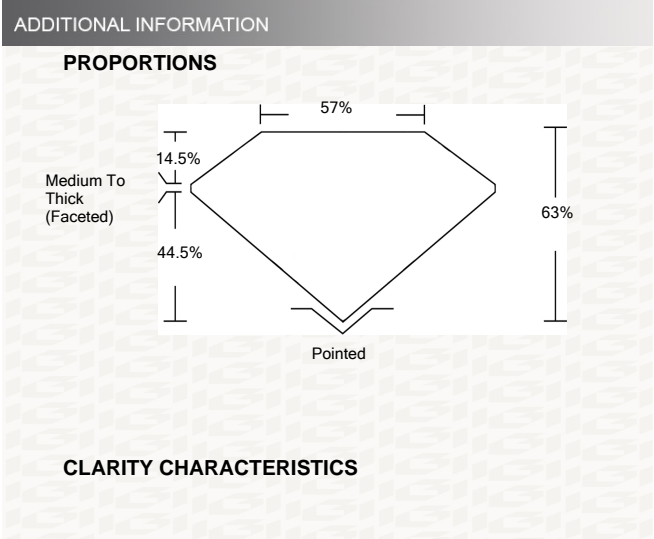 ADDITIONAL INFORMATION
PROPORTIONS
57%
14.5%
Medium To
Thick
(Faceted)
63%
44.5%
Pointed
CLARITY CHARACTERISTICS